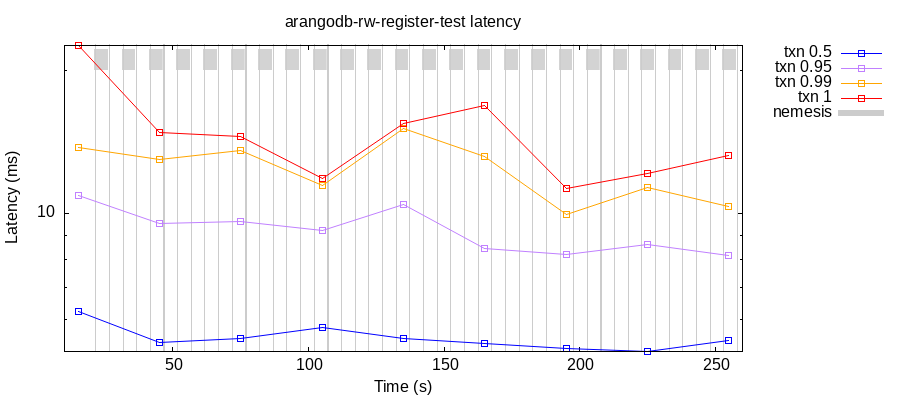 arangodb-rw-register-test latency
txn 0.5
txn 0.95
txn 0.99
txn 1
nemesis
Latency (ms)
10
50
100
150
200
250
Time (s)